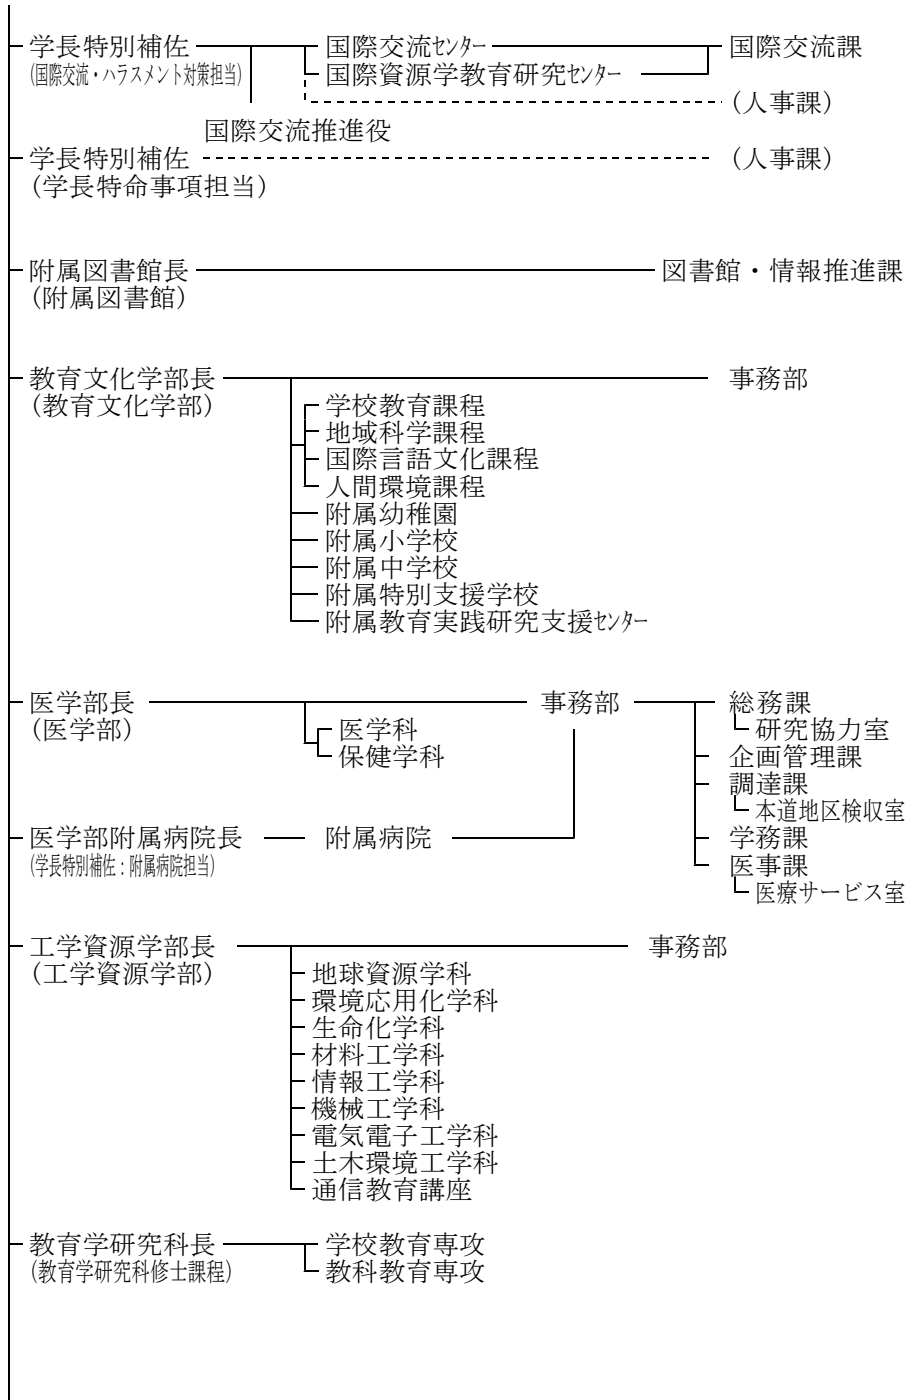 学長特別補佐 国際交流センター 国際交流課
(国際交流・ハラスメント対策担当) 国際資源学教育研究センター
(人事課)
国際交流推進役
学長特別補佐 (人事課)
(学長特命事項担当)
附属図書館長 図書館・情報推進課
(附属図書館)
教育文化学部長 事務部
(教育文化学部) 学校教育課程
地域科学課程
国際言語文化課程
人間環境課程
附属幼稚園
附属小学校
附属中学校
附属特別支援学校
附属教育実践研究支援センター
医学部長 事務部 総務課
(医学部) 医学科 研究協力室
保健学科 企画管理課
調達課
本道地区検収室
医学部附属病院長 附属病院 学務課
(学長特別補佐：附属病院担当) 医事課
医療サービス室
工学資源学部長 事務部
(工学資源学部) 地球資源学科
環境応用化学科
生命化学科
材料工学科
情報工学科
機械工学科
電気電子工学科
土木環境工学科
通信教育講座
教育学研究科長 学校教育専攻
(教育学研究科修士課程) 教科教育専攻